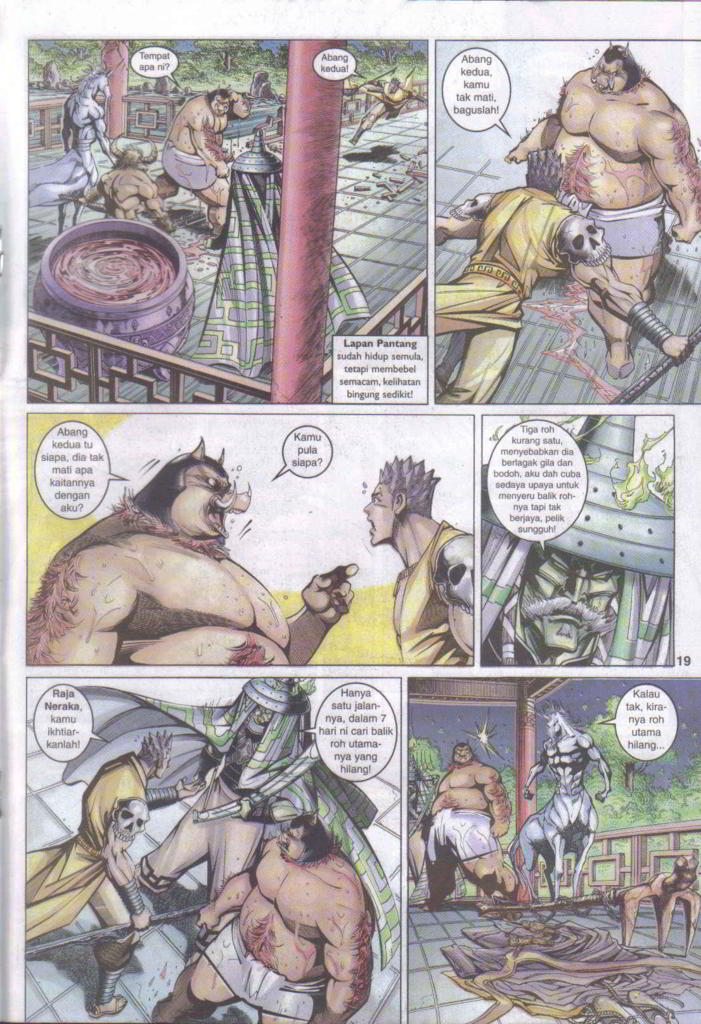 Tempat
apa ni?
Abang
kedua!
Lapan Pantang
sudah hidup semula,
tetapi membebel
semacam, kelihatan
bingung sedikit!
Abang
kedua,
kamu
tak mati,
baguslah!
Abang
kedua tu
siapa, dia tak
mati apa
kaitannya
dengan
aku?
Kamu
pula
siapa?
Tiga roh
kurang satu,
menyebabkan dia
berlagak gila dan
bodoh, aku dah cuba
sedaya upaya untuk
menyeru balik roh-
nya tapi tak
berjaya, pelik
sungguh!
19
Raja
Neraka,
kamu
ikhtiar-
kanlah!
Hanya
satu jalan-
nya, dalam 7
hari ni cari balik
roh utama-
nya yang
hilang!
Kalau
tak, kira-
nya roh
utama
hilang...